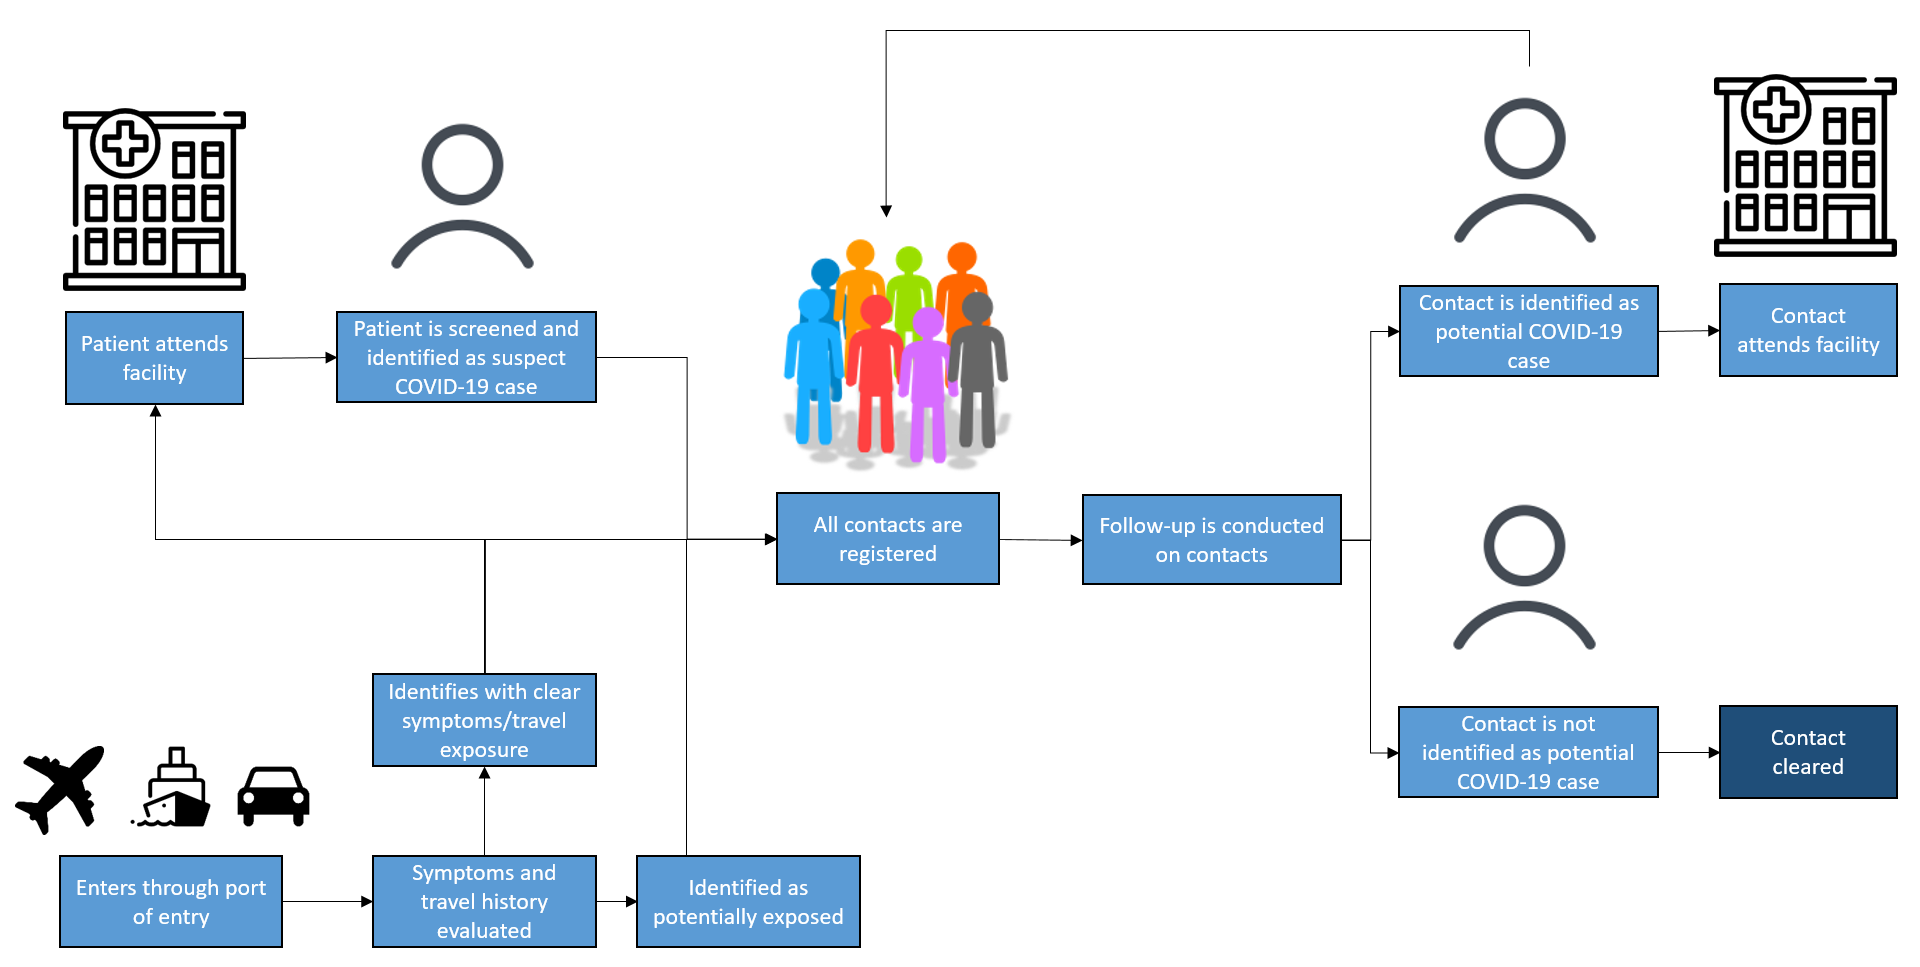 Patient attends
facility
Patient is screened and
identified as suspect
COVID-19 case
All contacts are
registered
Follow-up is conducted
on contacts
Contact is identified as
potential COVID-19
case
Contact
attends facility
Contact is not
identified as potential
COVID-19 case
Contact
cleared
Identifies with clear
symptoms/travel
exposure
Enters through port
of entry
Symptoms and
travel history
evaluated
Identified as
potentially exposed